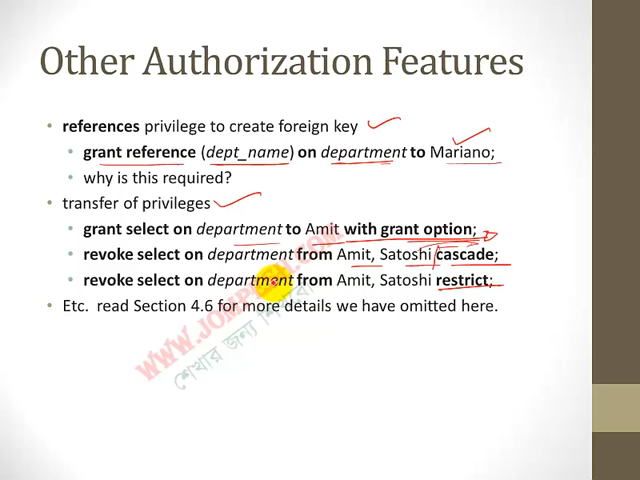 Other Authorization Features
• references privilege to create foreign key
• grant reference (dept_name) on department to Mariano;
• why is this required?
• transfer of privileges
• grant select on department to Amit with grant option;
• revoke select on department from Amit, Satoshi cascade;
• revoke select on department from Amit, Satoshi restrict;
• Etc. read Section 4.6 for more details we have omitted here.